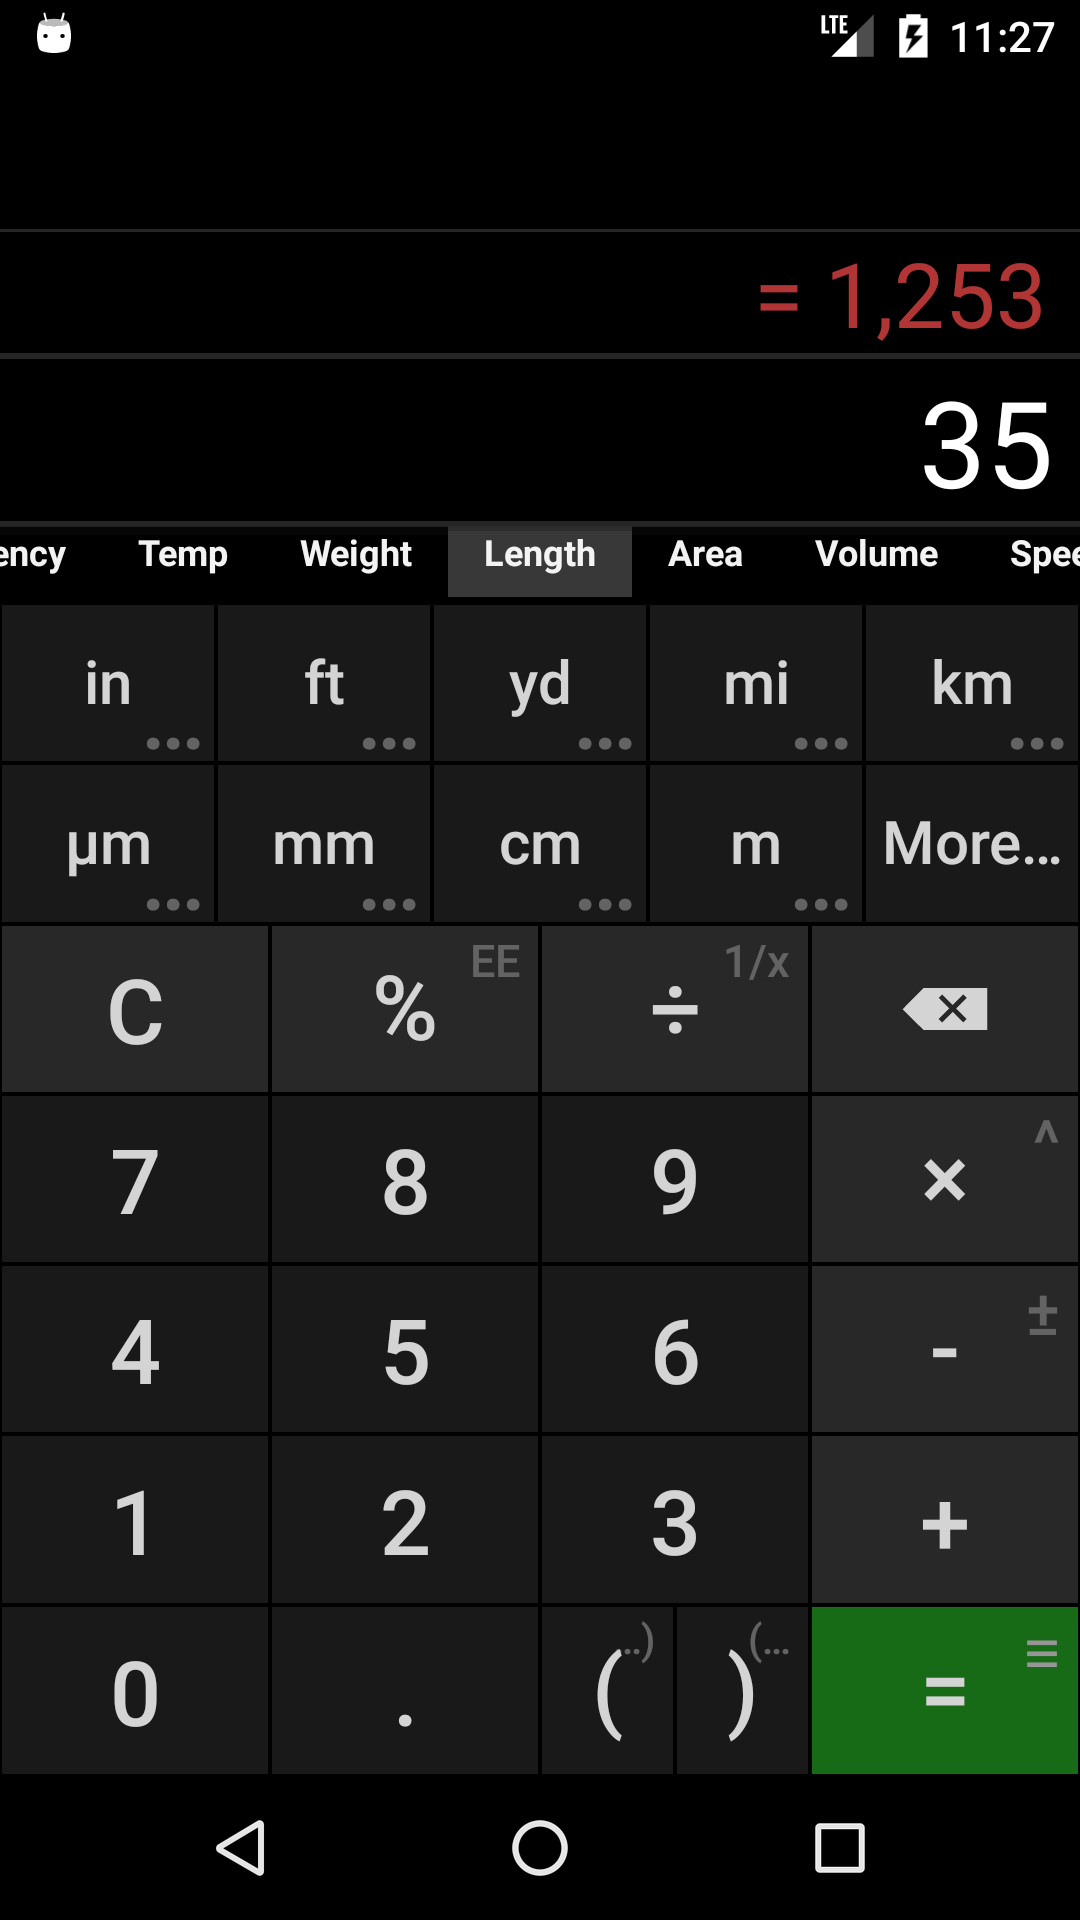 LTE 11:27
= 1,253
35
ency Temp Weight Length Area Volume Spee
in ft yd mi km
µm mm cm m More...
C % EE ÷ 1/x
7 8 9 × ^
4 5 6 - ±
1 2 3 +
0 . ( ..) ) (... =